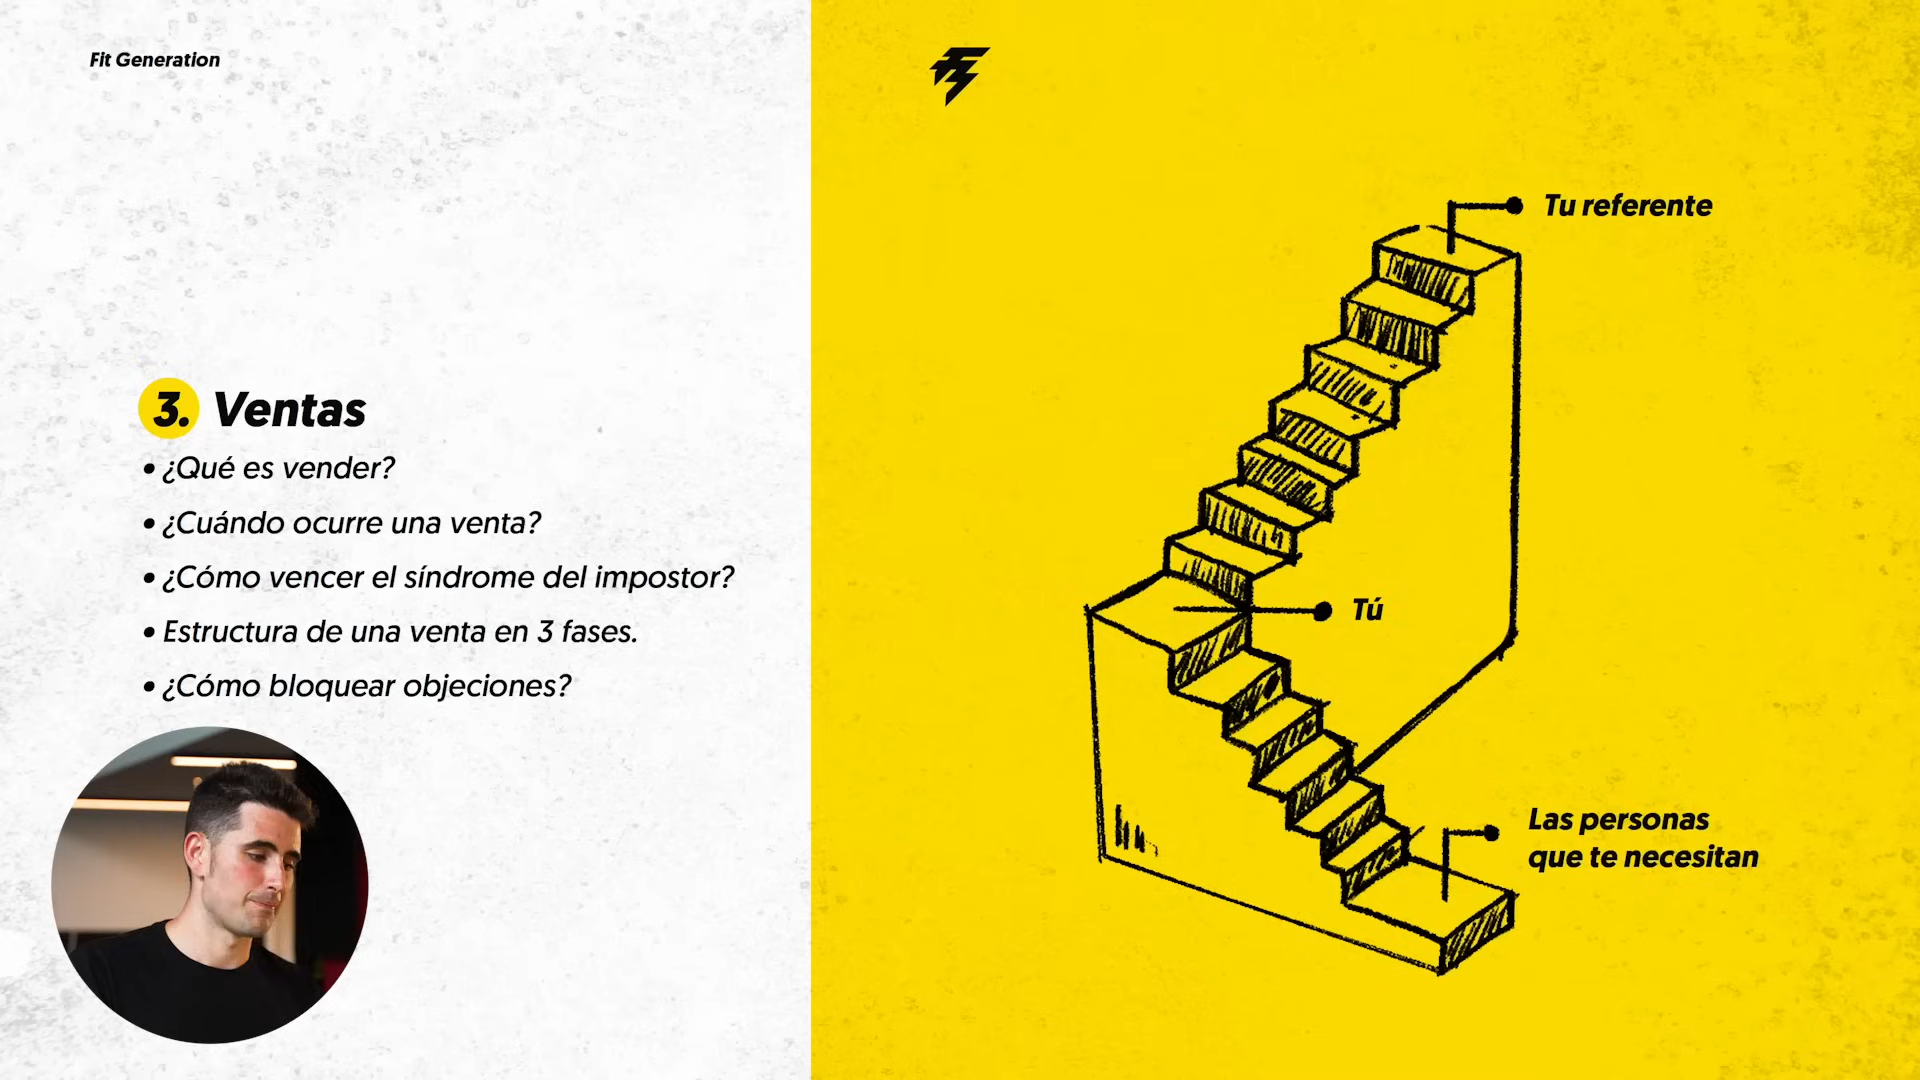 Fit Generation
3. Ventas
• ¿Qué es vender?
• ¿Cuándo ocurre una venta?
• ¿Cómo vencer el síndrome del impostor?
• Estructura de una venta en 3 fases.
• ¿Cómo bloquear objeciones?
Tu referente
Tú
Las personas
que te necesitan